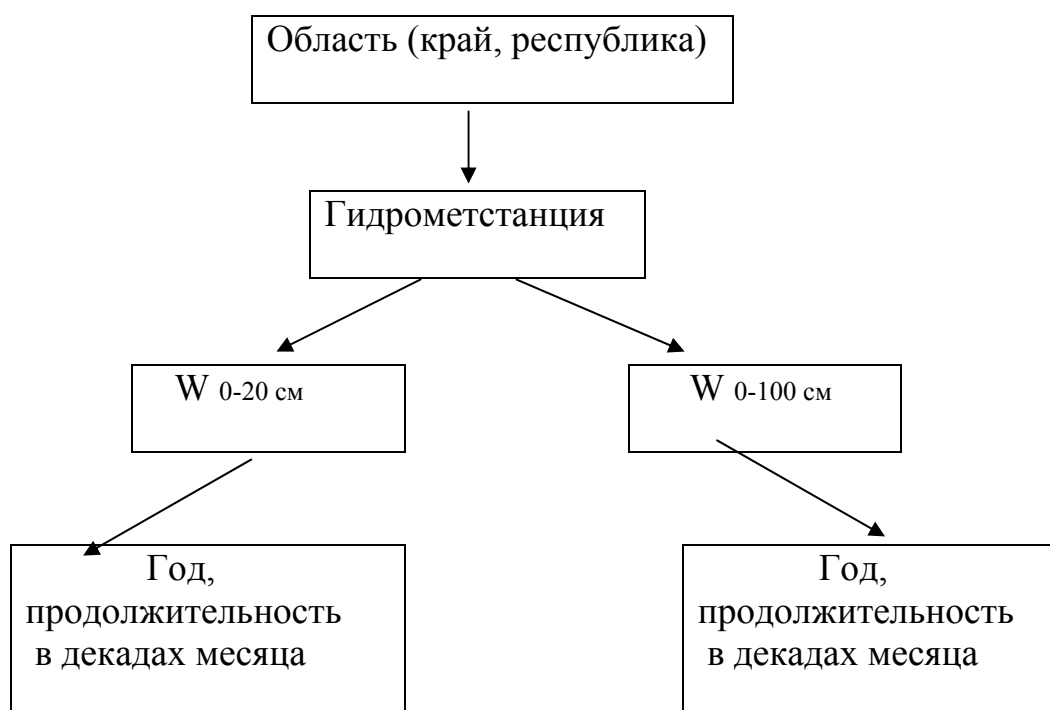 Область (край, республика)
Гидрометстанция
W 0-20 см
W 0-100 см
Год,
продолжительность
в декадах месяца
Год,
продолжительность
в декадах месяца